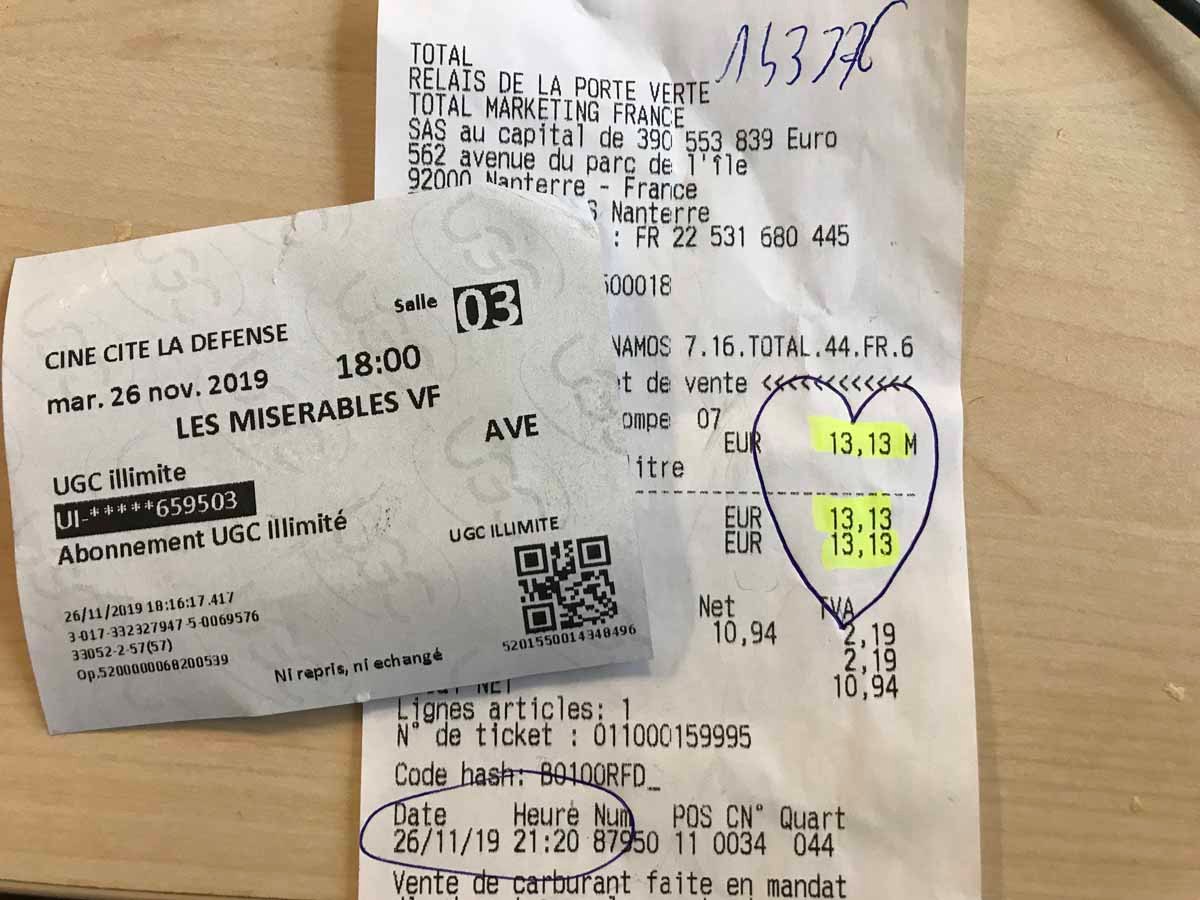 143376
TOTAL
RELAIS DE LA PORTE VERTE
TOTAL MARKETING FRANCE
SAS au capital de 390 553 839 Euro
562 avenue du parc de l'île
92000 Nanterre - France
S Nanterre
: FR 22 531 680 445
500018
NAMOS 7.16.TOTAL.44.FR.6
et de vente <<<<<<<<<<<<
ompe 07
EUR 13,13 M
litre
EUR 13,13
EUR 13,13
Net TVA
10,94 2,19
2,19
NET 10,94
Lignes articles: 1
N° de ticket : 011000159995
Code hash: B0100RFD_
Date Heure Num POS CN° Quart
26/11/19 21:20 87950 11 0034 044
Vente de carburant faite en mandat
Salle 03
CINE CITE LA DEFENSE
mar. 26 nov. 2019 18:00
LES MISERABLES VF
AVE
UGC illimite
UI-*****659503
Abonnement UGC Illimité
UGC ILLIMITE
26/11/2019 18:16:17.417
3-017-332327947-5-0069576
33052-2-57(57)
Op.5200000068200539
Ni repris, ni echangé
5201550014348496